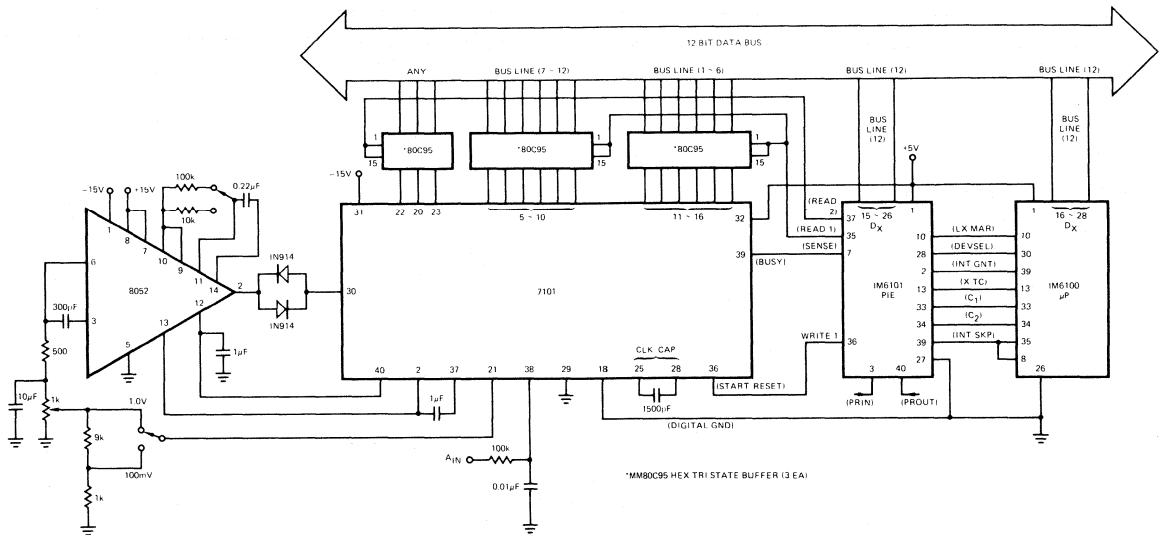 12 BIT DATA BUS
ANY
BUS LINE (7 ~ 12)
BUS LINE (1 ~ 6)
BUS LINE (12)
BUS LINE (12)
BUS
LINE
(12)
BUS
LINE
(12)
+5V
*80C95
1
15
*80C95
1
15
*80C95
1
15
-15V
31
22
20
23
5 ~ 10
11 ~ 16
32
(READ
2)
(READ 1)
(SENSE)
39
(BUSY)
-15V
+15V
100k
10k
0.22µF
1
8
7
10
9
11
14
6
8052
2
3
12
13
5
300pF
500
10µF
1k
1.0V
9k
100mV
1k
1µF
IN914
IN914
30
7101
CLK CAP
40
2
37
21
38
29
18
25
28
36
1µF
1500pF
(START RESET)
WRITE 1
(DIGITAL GND)
AIN
100k
0.01µF
37
35
7
36
15 ~ 26
DX
1
IM6101
PIE
10
28
2
13
33
34
39
27
3
40
(PRIN)
(PROUT)
(LX MAR)
(DEVSEL)
(INT GNT)
(X TC)
(C1)
(C2)
(INT SKP)
1
16 ~ 28
DX
10
30
39
13
33
34
35
8
26
IM6100
µP
*MM80C95 HEX TRI STATE BUFFER (3 EA)